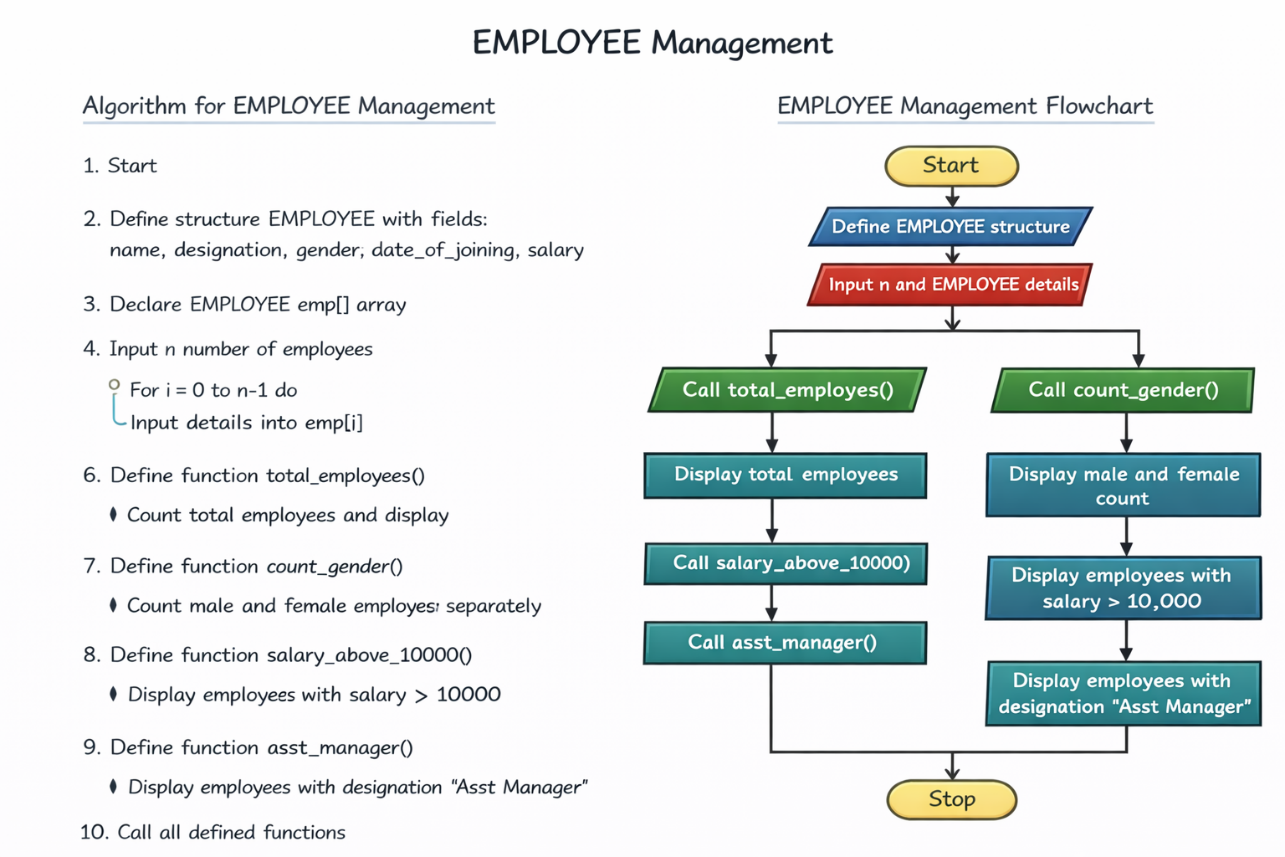 EMPLOYEE Management
Algorithm for EMPLOYEE Management
1. Start
2. Define structure EMPLOYEE with fields:
name, designation, gender, date_of_joining, salary
3. Declare EMPLOYEE emp[] array
4. Input n number of employees
For i = 0 to n-1 do
Input details into emp[i]
6. Define function total_employees()
Count total employees and display
7. Define function count_gender()
Count male and female employes separately
8. Define function salary_above_10000()
Display employees with salary > 10000
9. Define function asst_manager()
Display employees with designation "Asst Manager"
10. Call all defined functions
EMPLOYEE Management Flowchart
Start
Define EMPLOYEE structure
Input n and EMPLOYEE details
Call total_employes()
Display total employees
Call salary_above_10000)
Call asst_manager()
Call count_gender()
Display male and female
count
Display employees with
salary > 10,000
Display employees with
designation "Asst Manager"
Stop